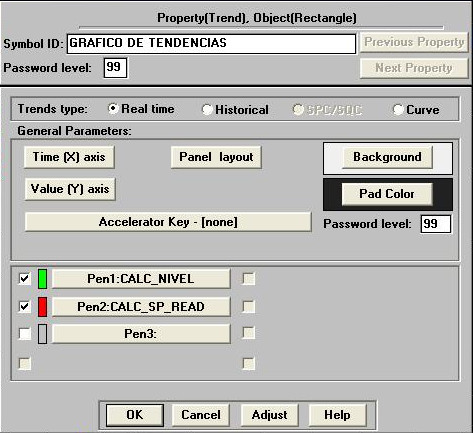 Property(Trend), Object(Rectangle)
Symbol ID: GRAFICO DE TENDENCIAS Previous Property
Password level: 99 Next Property
Trends type: Real time Historical SPC/SQC Curve
General Parameters:
Time (X) axis Panel layout Background
Value (Y) axis Pad Color
Accelerator Key - [none] Password level: 99
Pen1:CALC_NIVEL
Pen2:CALC_SP_READ
Pen3:
OK Cancel Adjust Help